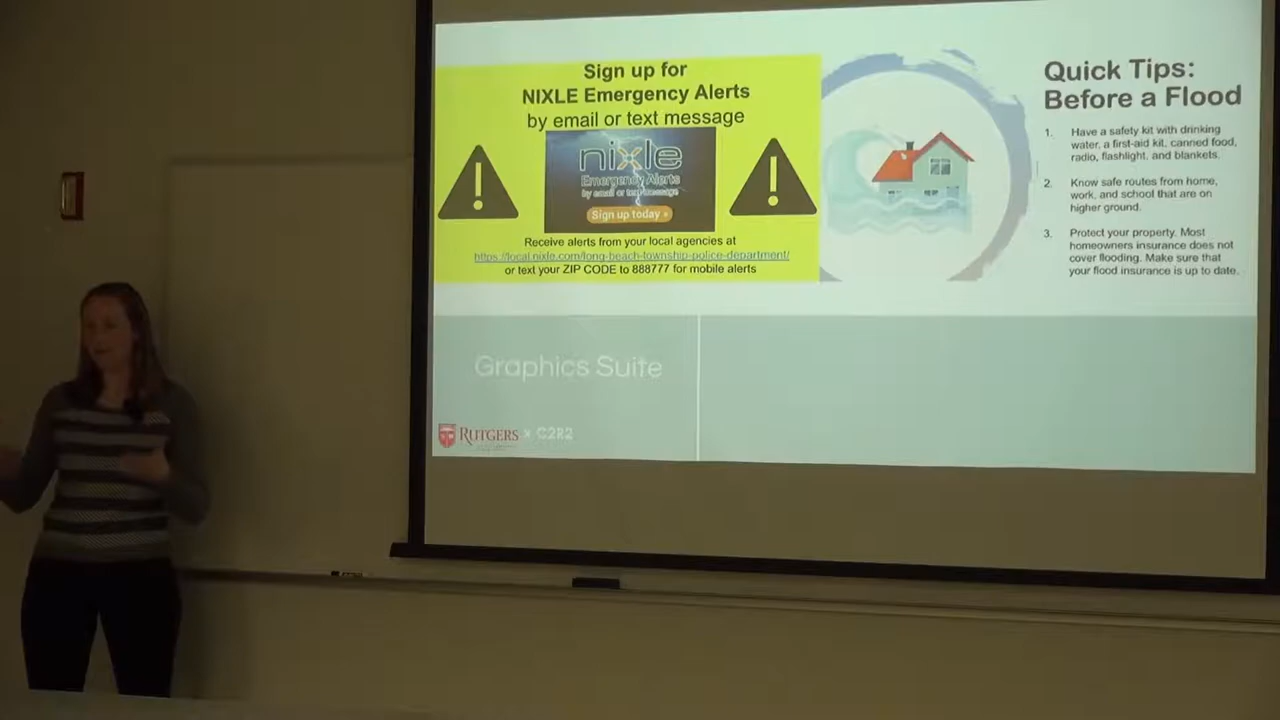 Sign up for
NIXLE Emergency Alerts
by email or text message
nixle
Emergency Alerts
by email or text message
Sign up today »
Receive alerts from your local agencies at
https://local.nixle.com/long-beach-township-police-department/
or text your ZIP CODE to 888777 for mobile alerts
Quick Tips:
Before a Flood
1. Have a safety kit with drinking
water, a first-aid kit, canned food,
radio, flashlight, and blankets.
2. Know safe routes from home,
work, and school that are on
higher ground.
3. Protect your property. Most
homeowners insurance does not
cover flooding. Make sure that
your flood insurance is up to date.
Graphics Suite
RUTGERS × C2R2